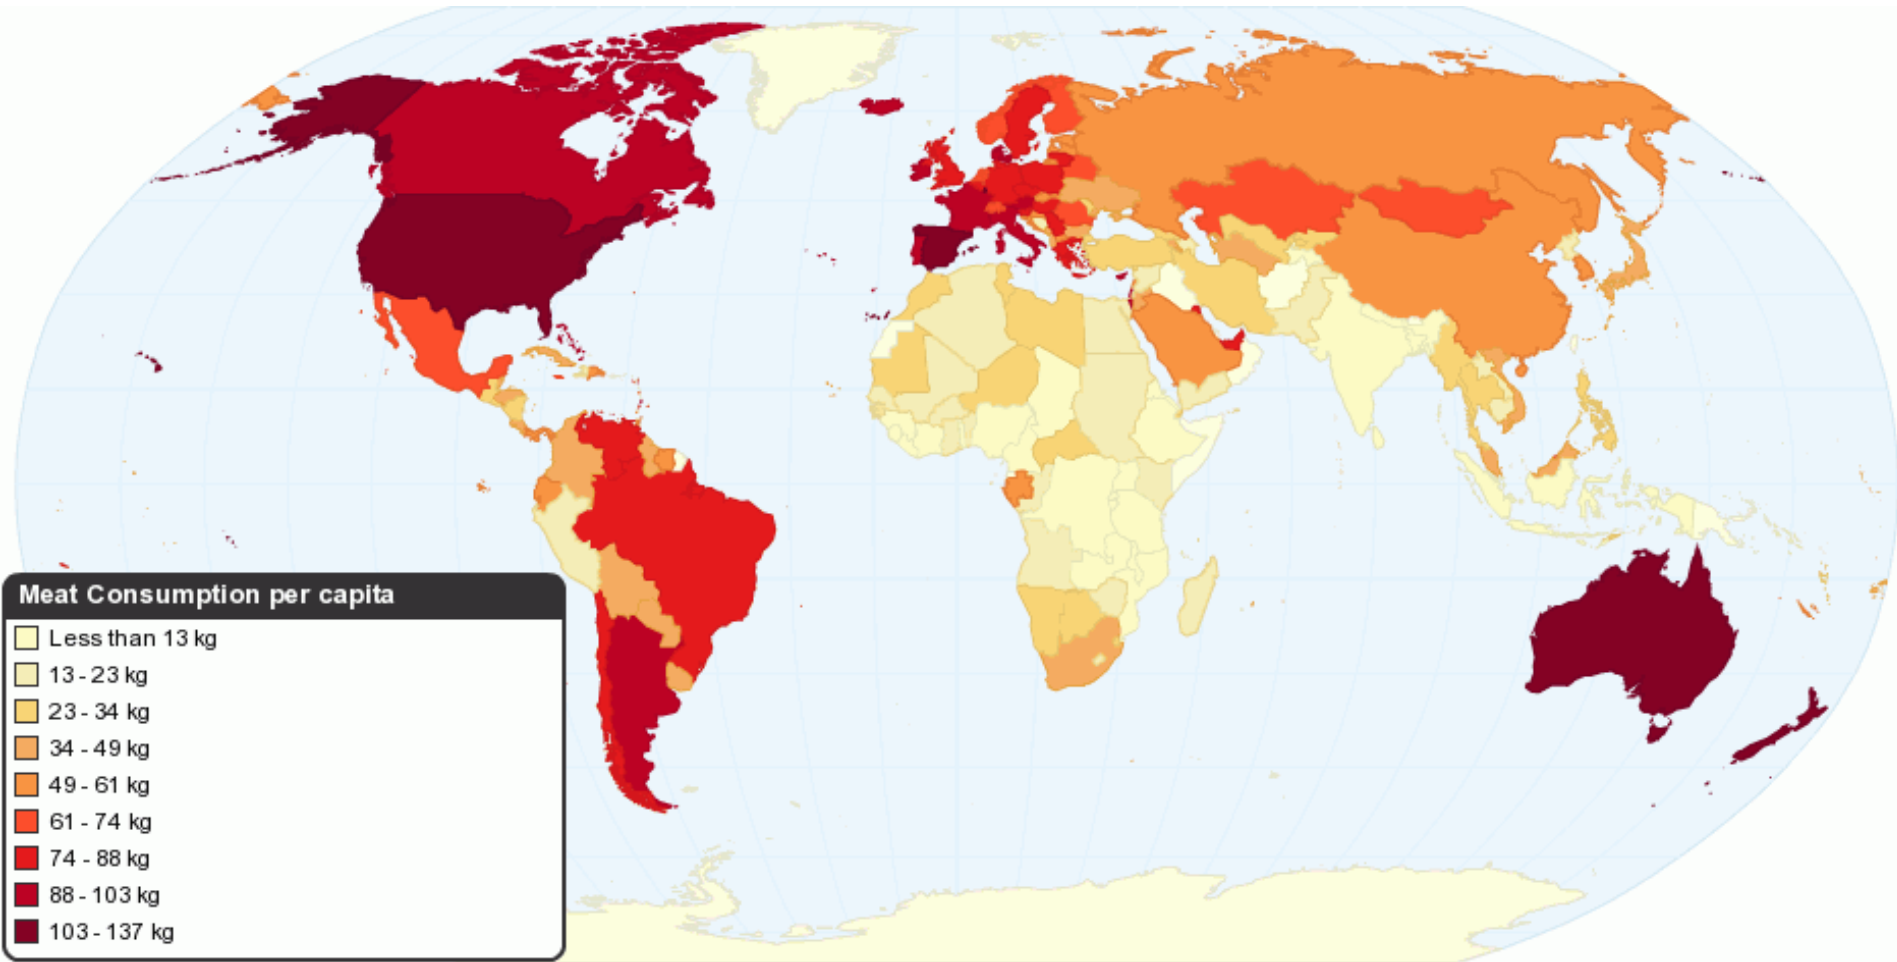 Meat Consumption per capita
Less than 13 kg
13 - 23 kg
23 - 34 kg
34 - 49 kg
49 - 61 kg
61 - 74 kg
74 - 88 kg
88 - 103 kg
103 - 137 kg